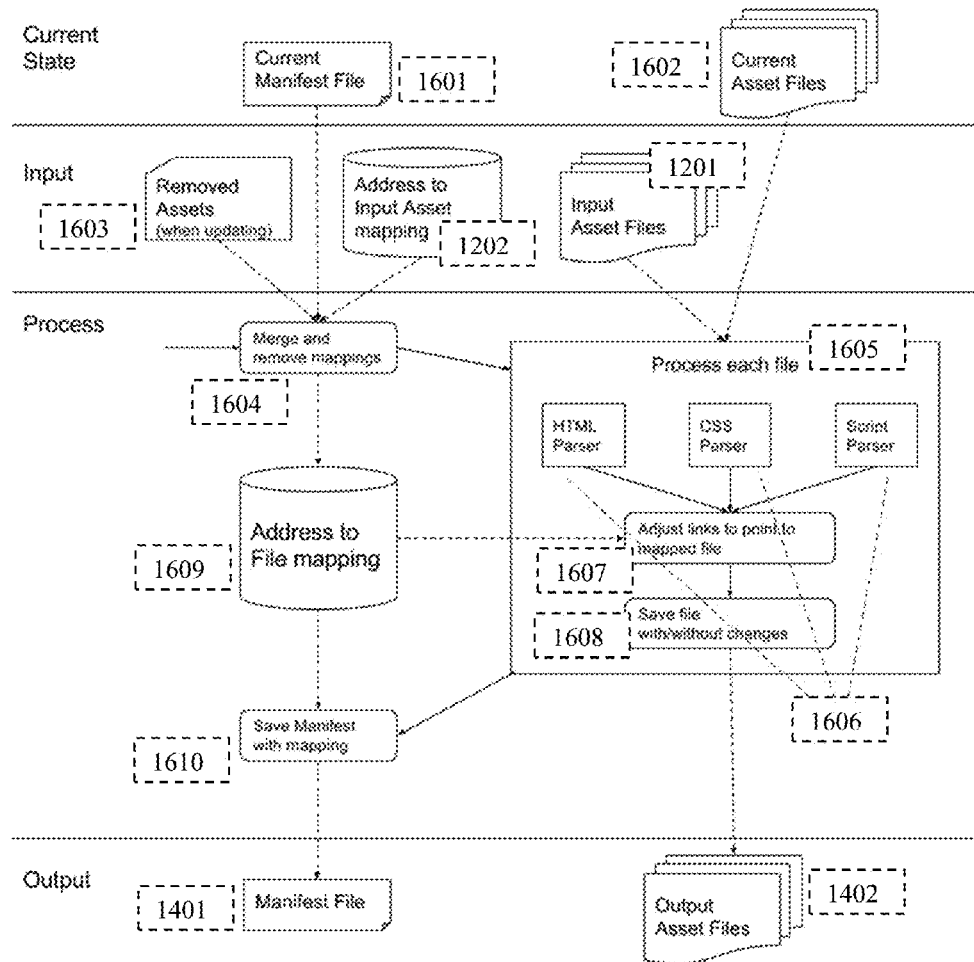 Current
State
Current
Manifest File
1601
1602
Current
Asset Files
Input
1603
Removed
Assets
(when updating)
Address to
Input Asset
mapping
1202
1201
Input
Asset Files
Process
Merge and
remove mappings
1604
1605
Process each file
HTML
Parser
CSS
Parser
Script
Parser
Address to
File mapping
1609
Adjust links to point to
mapped file
1607
Save file
with/without changes
1608
1606
Save Manifest
with mapping
1610
Output
1401
Manifest File
Output
Asset Files
1402